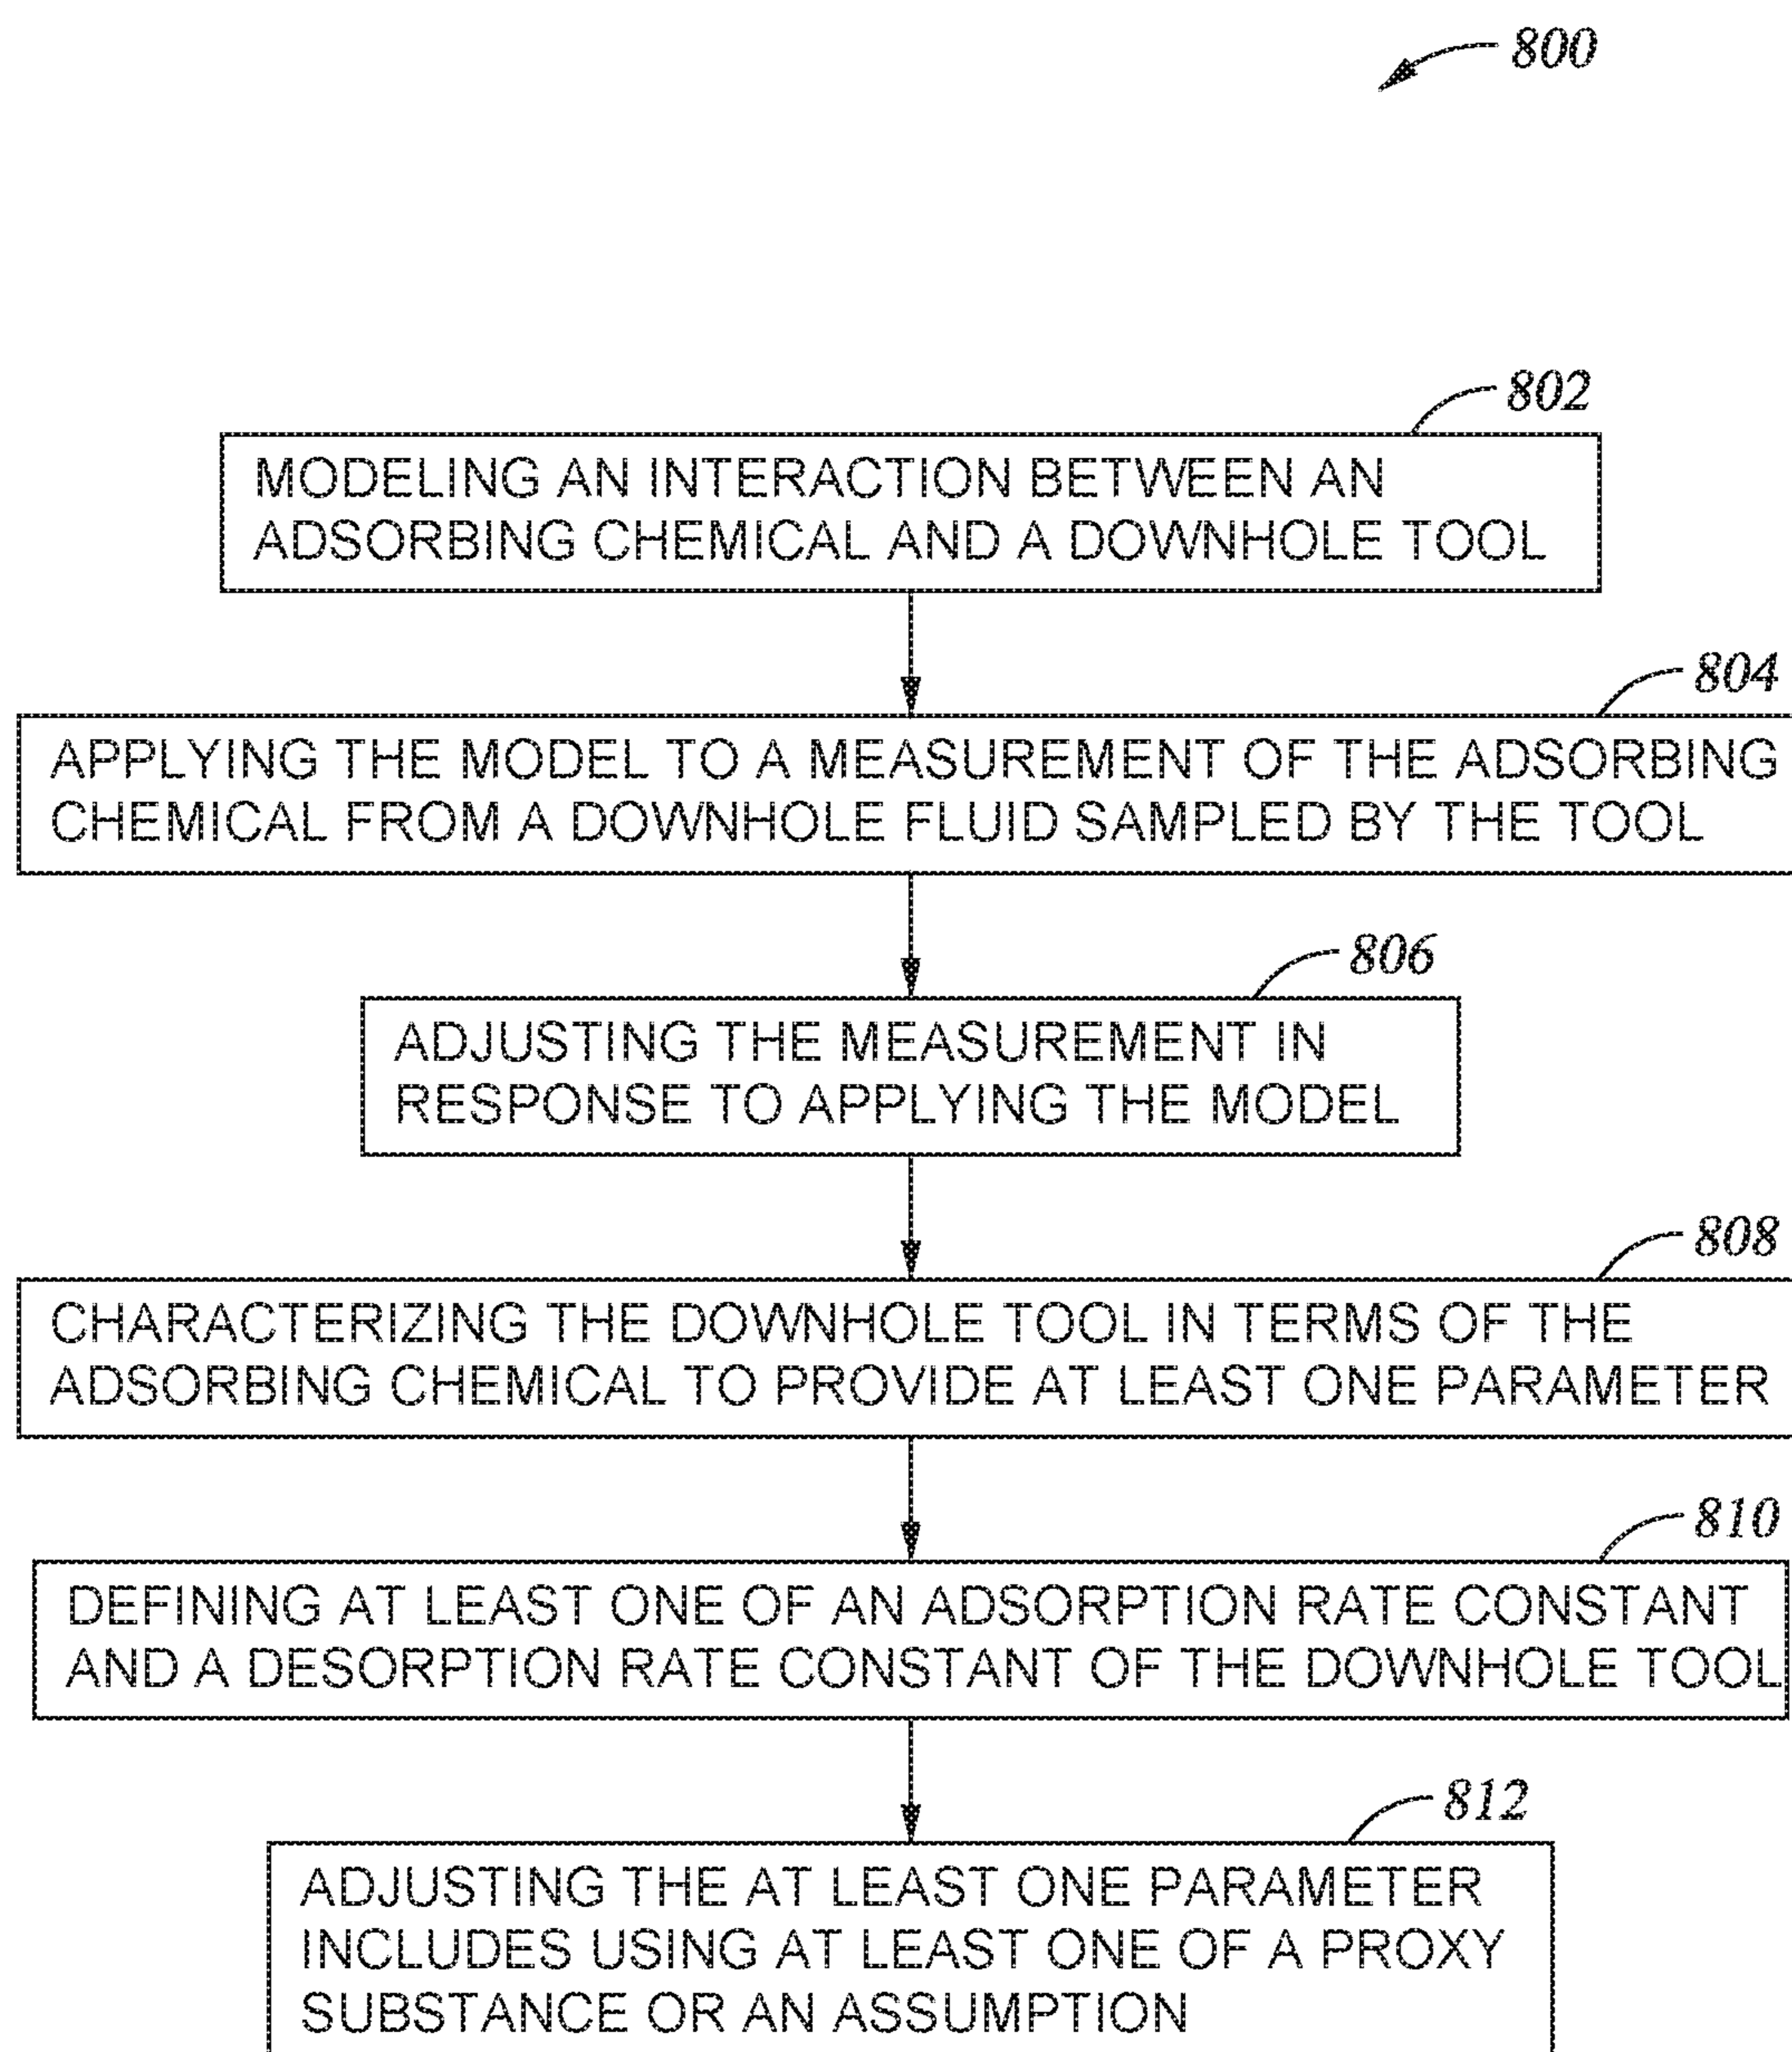 800
802
MODELING AN INTERACTION BETWEEN AN
ADSORBING CHEMICAL AND A DOWNHOLE TOOL
804
APPLYING THE MODEL TO A MEASUREMENT OF THE ADSORBING
CHEMICAL FROM A DOWNHOLE FLUID SAMPLED BY THE TOOL
806
ADJUSTING THE MEASUREMENT IN
RESPONSE TO APPLYING THE MODEL
808
CHARACTERIZING THE DOWNHOLE TOOL IN TERMS OF THE
ADSORBING CHEMICAL TO PROVIDE AT LEAST ONE PARAMETER
810
DEFINING AT LEAST ONE OF AN ADSORPTION RATE CONSTANT
AND A DESORPTION RATE CONSTANT OF THE DOWNHOLE TOOL
812
ADJUSTING THE AT LEAST ONE PARAMETER
INCLUDES USING AT LEAST ONE OF A PROXY
SUBSTANCE OR AN ASSUMPTION